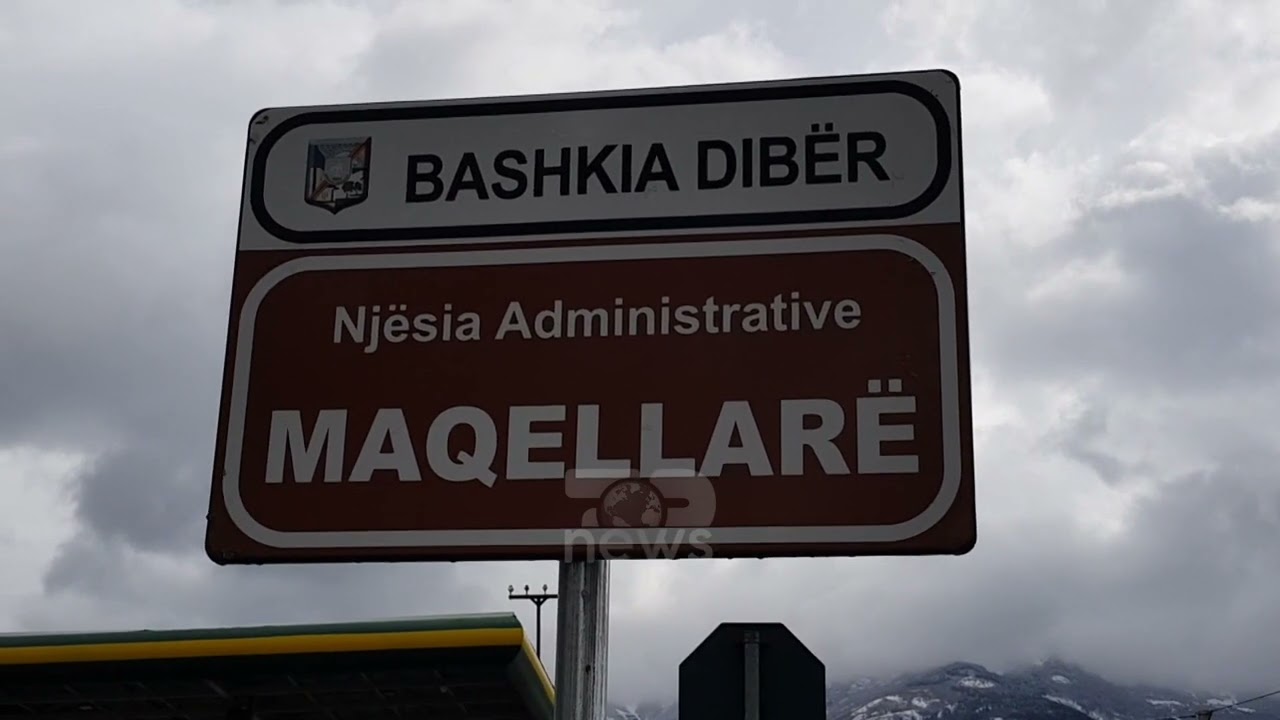 BASHKIA DIBËR
Njësia Administrative
MAQELLARË
news